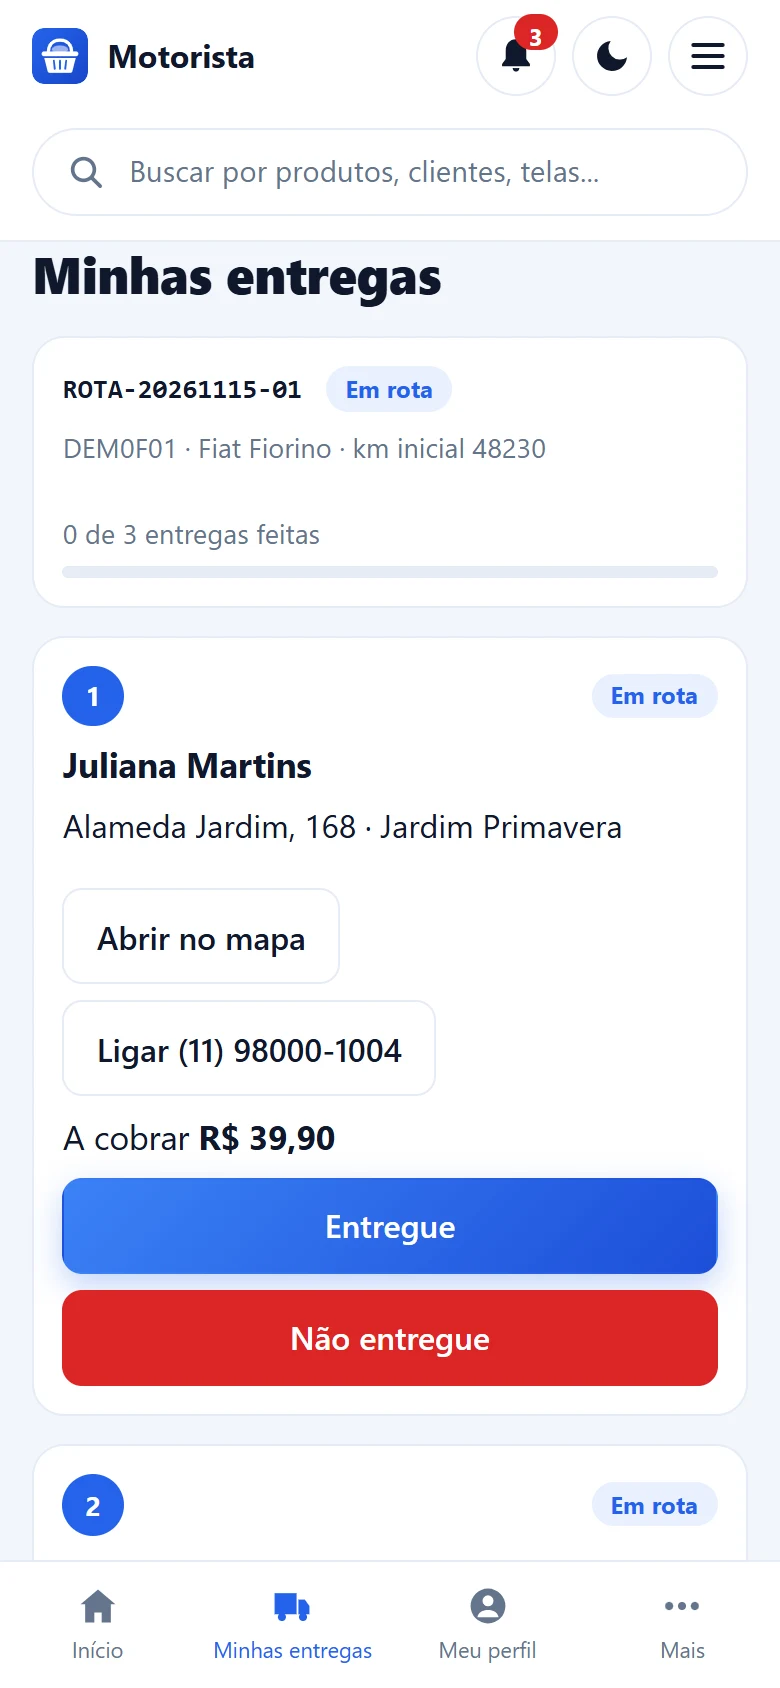 Motorista
3
Buscar por produtos, clientes, telas...
Minhas entregas
ROTA-20261115-01 Em rota
DEM0F01 · Fiat Fiorino · km inicial 48230
0 de 3 entregas feitas
1 Em rota
Juliana Martins
Alameda Jardim, 168 · Jardim Primavera
Abrir no mapa
Ligar (11) 98000-1004
A cobrar R$ 39,90
Entregue
Não entregue
2 Em rota
Início Minhas entregas Meu perfil Mais